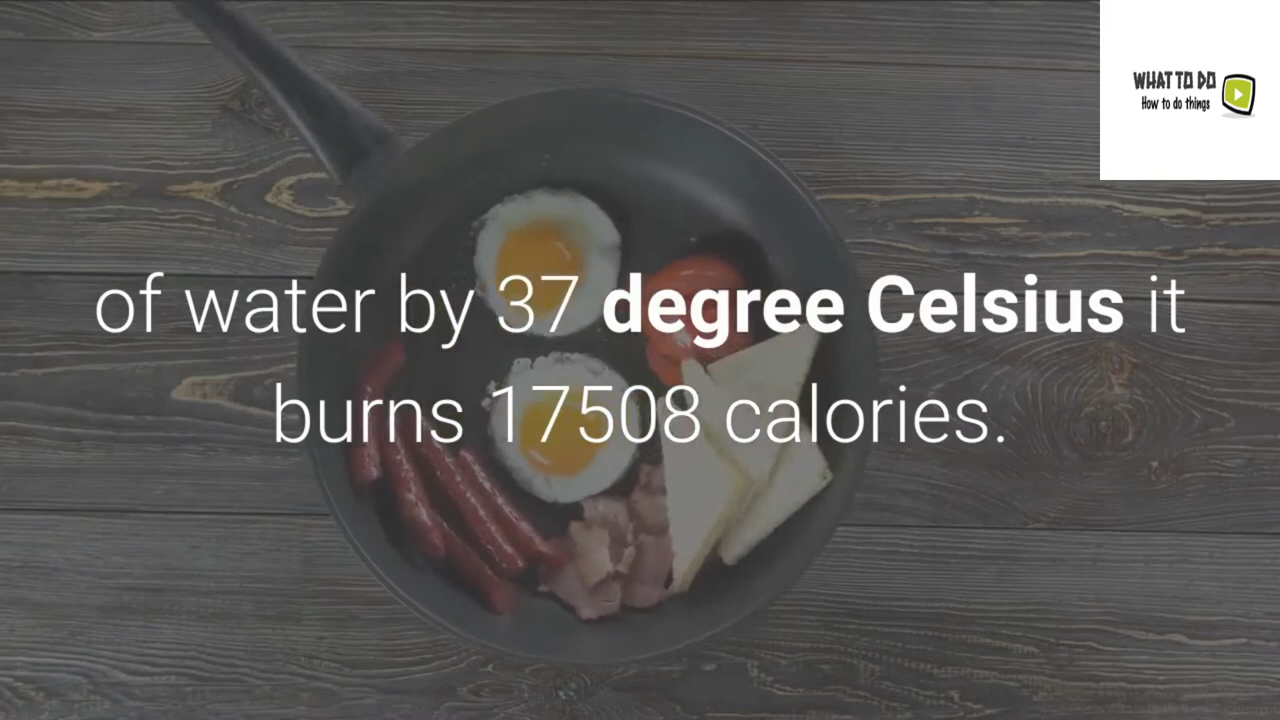 WHAT TO DO
How to do things
of water by 37 degree Celsius it
burns 17508 calories.